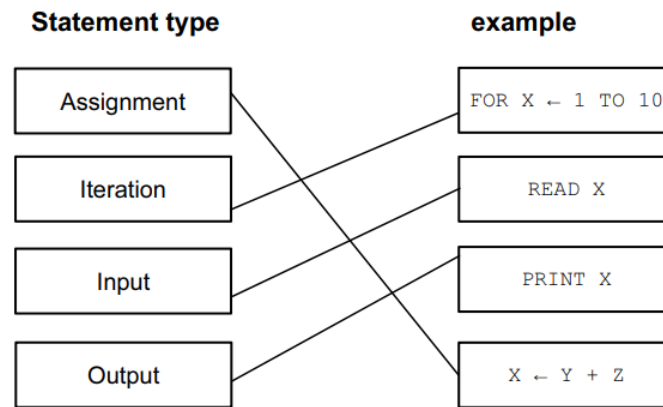 Statement type example
Assignment FOR X ← 1 TO 10
Iteration READ X
Input PRINT X
Output X ← Y + Z